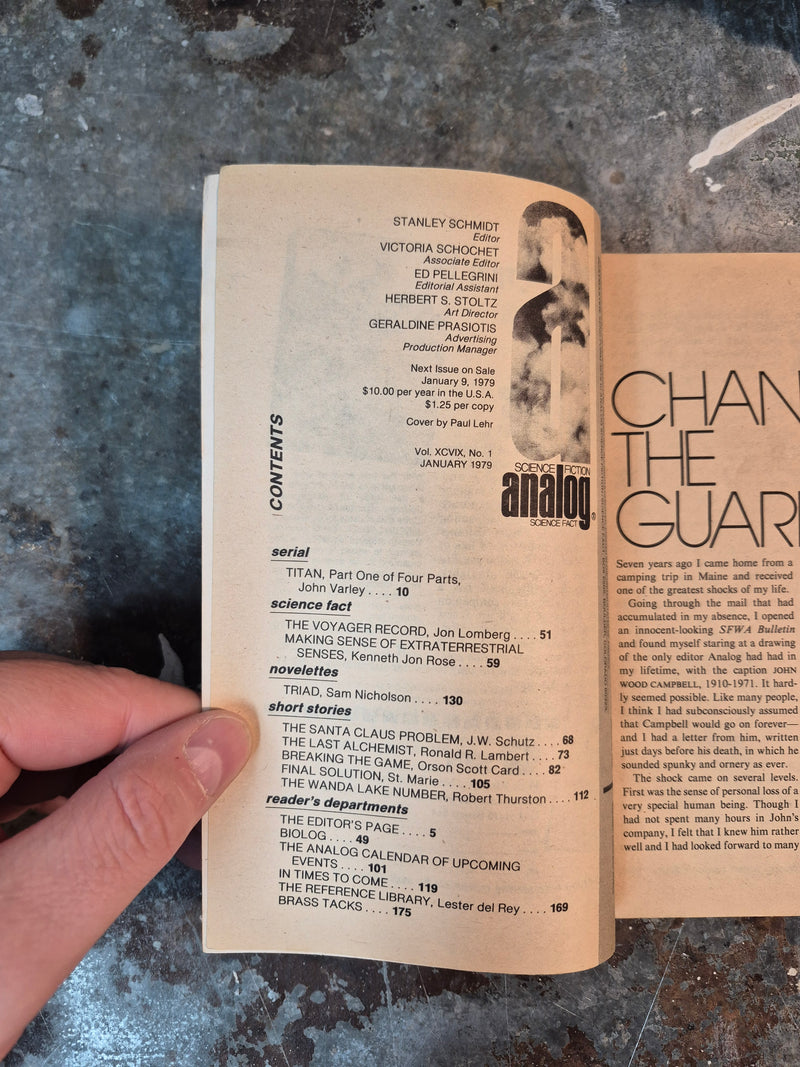 STANLEY SCHMIDT
Editor
VICTORIA SCHOCHET
Associate Editor
ED PELLEGRINI
Editorial Assistant
HERBERT S. STOLTZ
Art Director
GERALDINE PRASIOTIS
Advertising
Production Manager
Next Issue on Sale
January 9, 1979
$10.00 per year in the U.S.A.
$1.25 per copy
Cover by Paul Lehr
Vol. XCVIX, No. 1
JANUARY 1979
a
SCIENCE FICTION
analog®
SCIENCE FACT
CONTENTS
serial
TITAN, Part One of Four Parts,
John Varley . . . . 10
science fact
THE VOYAGER RECORD, Jon Lomberg . . . . 51
MAKING SENSE OF EXTRATERRESTRIAL
SENSES, Kenneth Jon Rose . . . . 59
novelettes
TRIAD, Sam Nicholson . . . . 130
short stories
THE SANTA CLAUS PROBLEM, J.W. Schutz . . . . 68
THE LAST ALCHEMIST, Ronald R. Lambert . . . . 73
BREAKING THE GAME, Orson Scott Card . . . . 82
FINAL SOLUTION, St. Marie . . . . 105
THE WANDA LAKE NUMBER, Robert Thurston . . . . 112
reader's departments
THE EDITOR'S PAGE . . . . 5
BIOLOG . . . . 49
THE ANALOG CALENDAR OF UPCOMING
EVENTS . . . . 101
IN TIMES TO COME . . . . 119
THE REFERENCE LIBRARY, Lester del Rey . . . . 169
BRASS TACKS . . . . 175
CHAN
THE
GUAR
Seven years ago I came home from a
camping trip in Maine and received
one of the greatest shocks of my life.
Going through the mail that had
accumulated in my absence, I opened
an innocent-looking SFWA Bulletin
and found myself staring at a drawing
of the only editor Analog had had in
my lifetime, with the caption JOHN
WOOD CAMPBELL, 1910-1971. It hard-
ly seemed possible. Like many people,
I think I had subconsciously assumed
that Campbell would go on forever—
and I had a letter from him, written
just days before his death, in which he
sounded spunky and ornery as ever.
The shock came on several levels.
First was the sense of personal loss of a
very special human being. Though I
had not spent many hours in John's
company, I felt that I knew him rather
well and I had looked forward to many